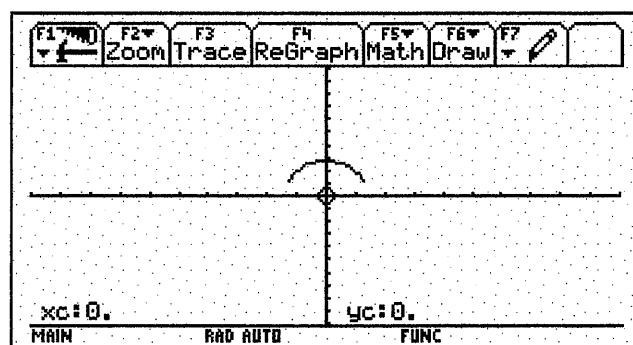 F1 F2 F3 F4 F5 F6 F7
Zoom Trace ReGraph Math Draw
xc:0. yc:0.
MAIN RAD AUTO FUNC